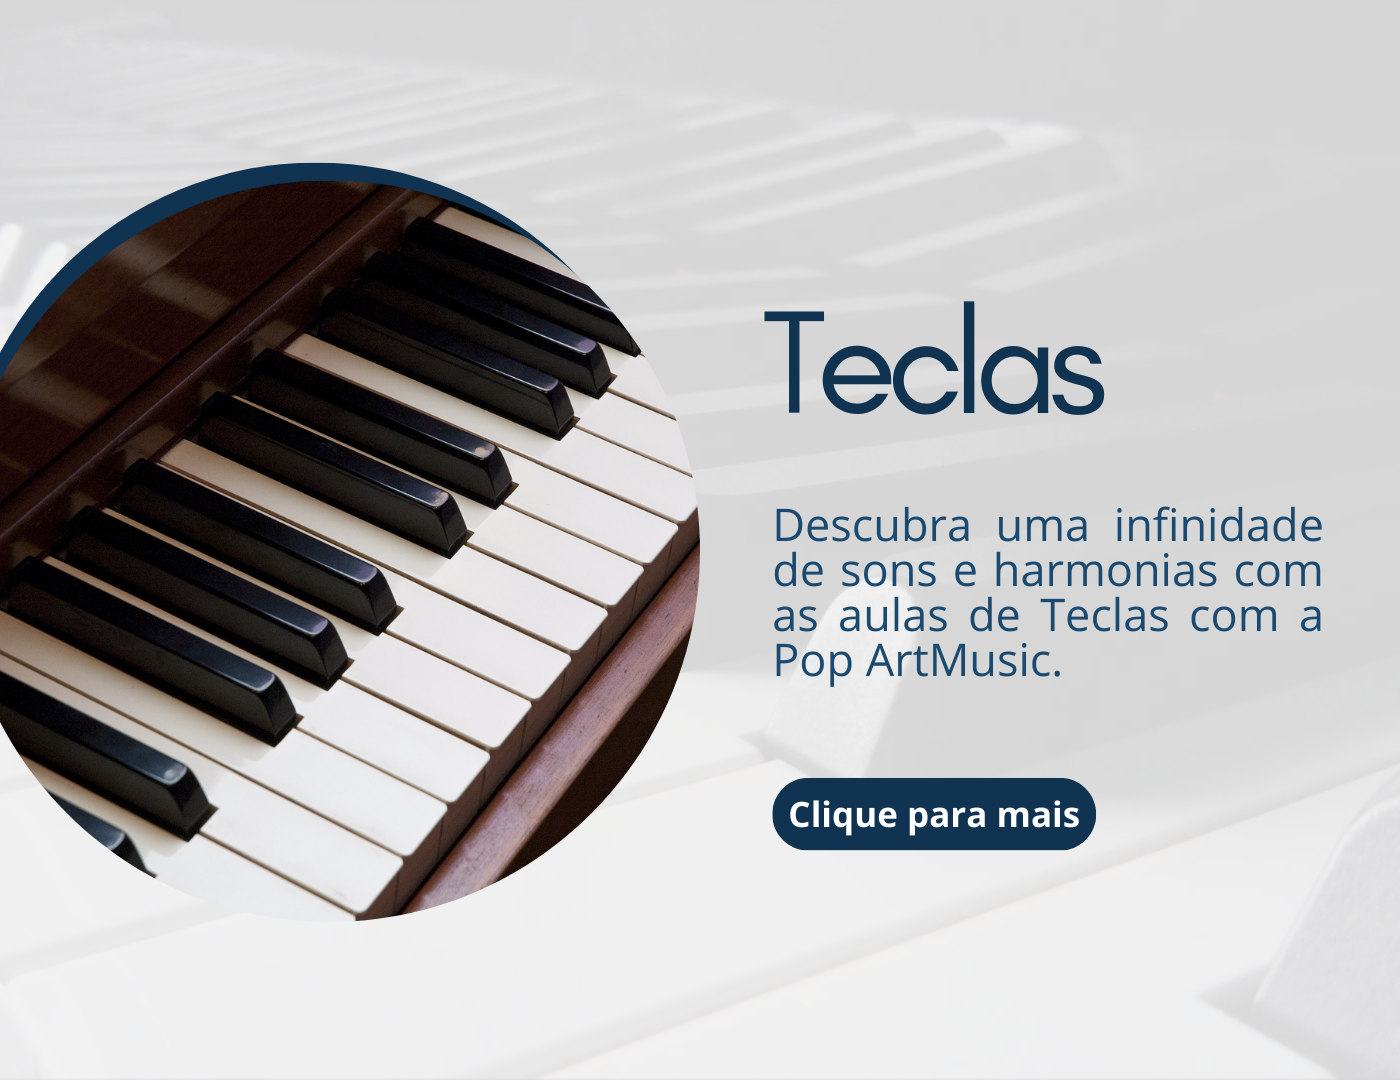 Teclas
Descubra uma infinidade
de sons e harmonias com
as aulas de Teclas com a
Pop ArtMusic.
Clique para mais